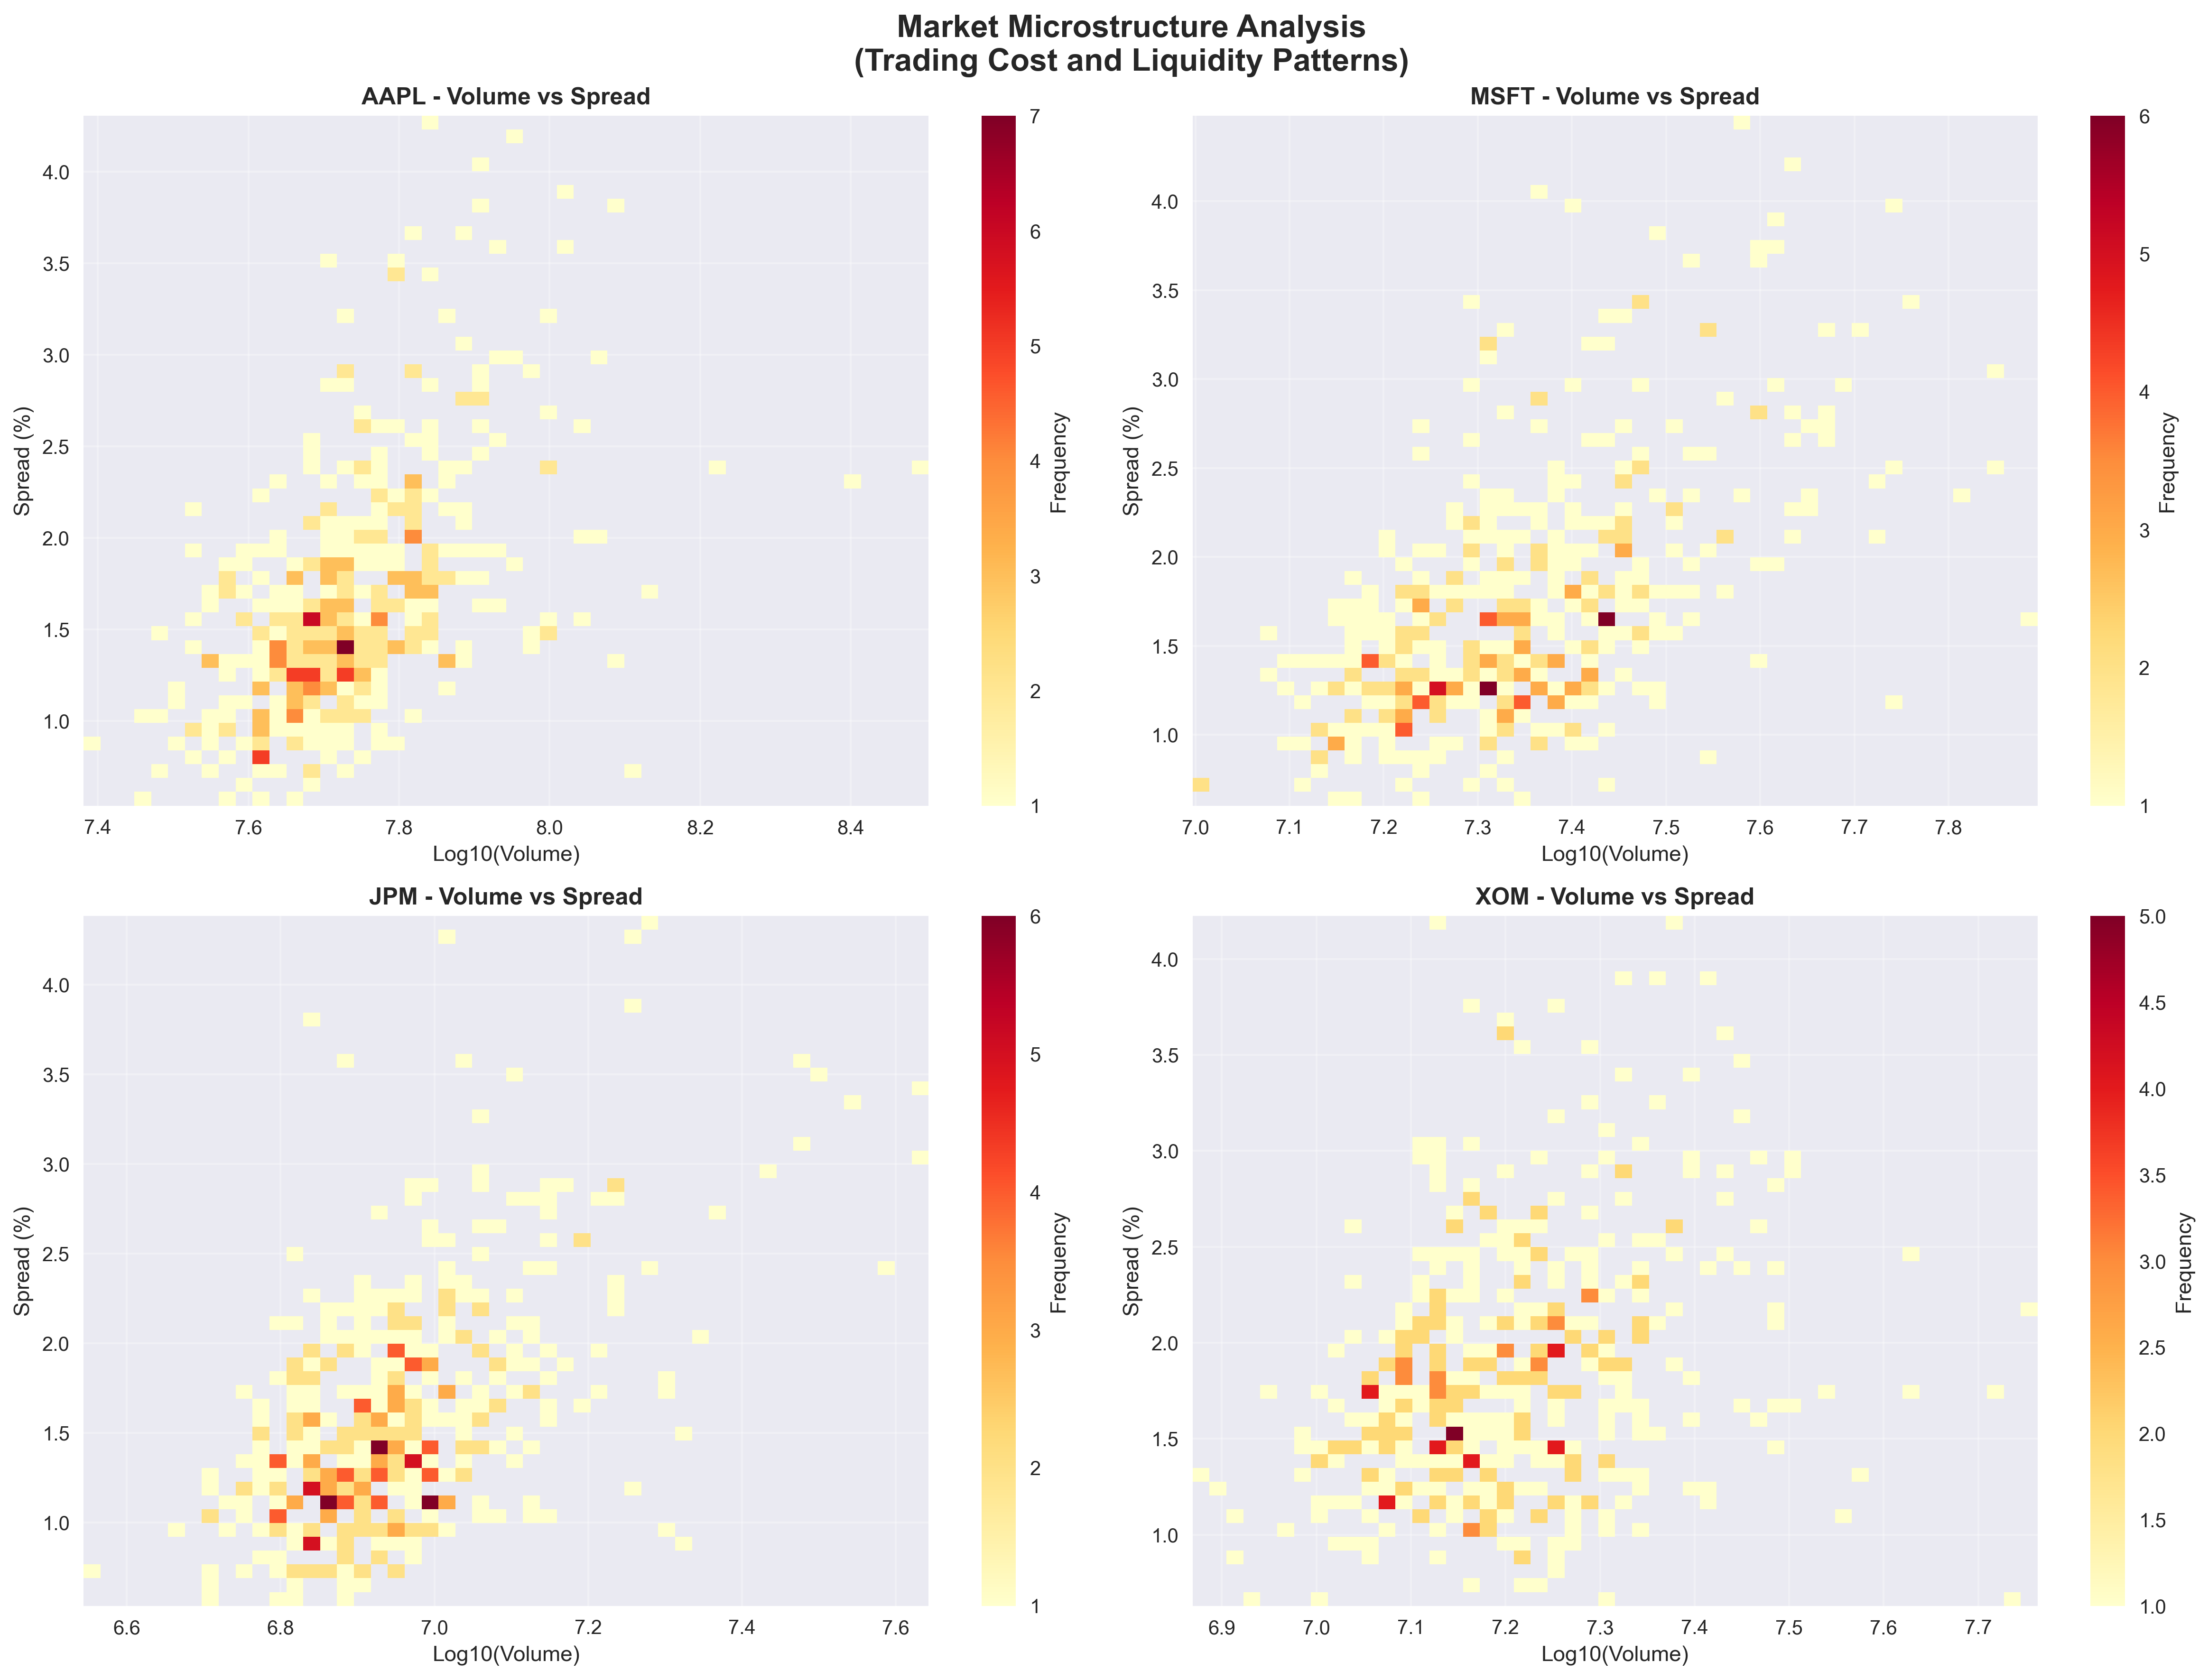 Market Microstructure Analysis
(Trading Cost and Liquidity Patterns)
AAPL - Volume vs Spread
Spread (%)
4.0
3.5
3.0
2.5
2.0
1.5
1.0
7.4 7.6 7.8 8.0 8.2 8.4
Log10(Volume)
7
6
5
4
3
2
1
Frequency
MSFT - Volume vs Spread
Spread (%)
4.0
3.5
3.0
2.5
2.0
1.5
1.0
7.0 7.1 7.2 7.3 7.4 7.5 7.6 7.7 7.8
Log10(Volume)
6
5
4
3
2
1
Frequency
JPM - Volume vs Spread
Spread (%)
4.0
3.5
3.0
2.5
2.0
1.5
1.0
6.6 6.8 7.0 7.2 7.4 7.6
Log10(Volume)
6
5
4
3
2
1
Frequency
XOM - Volume vs Spread
Spread (%)
4.0
3.5
3.0
2.5
2.0
1.5
1.0
6.9 7.0 7.1 7.2 7.3 7.4 7.5 7.6 7.7
Log10(Volume)
5.0
4.5
4.0
3.5
3.0
2.5
2.0
1.5
1.0
Frequency